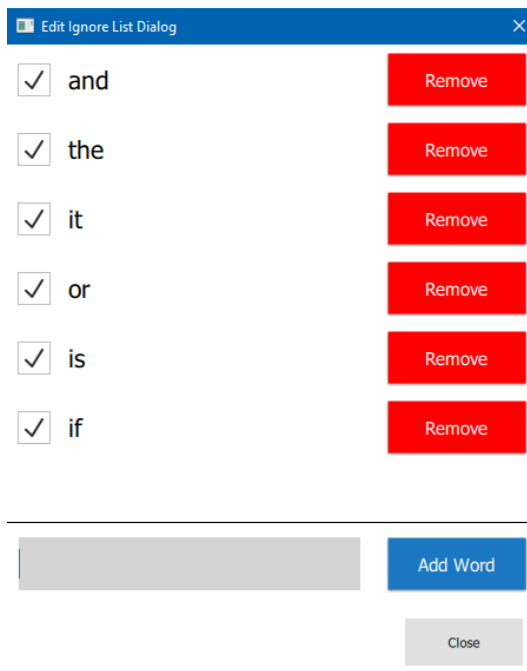 Edit Ignore List Dialog
and Remove
the Remove
it Remove
or Remove
is Remove
if Remove
Add Word
Close